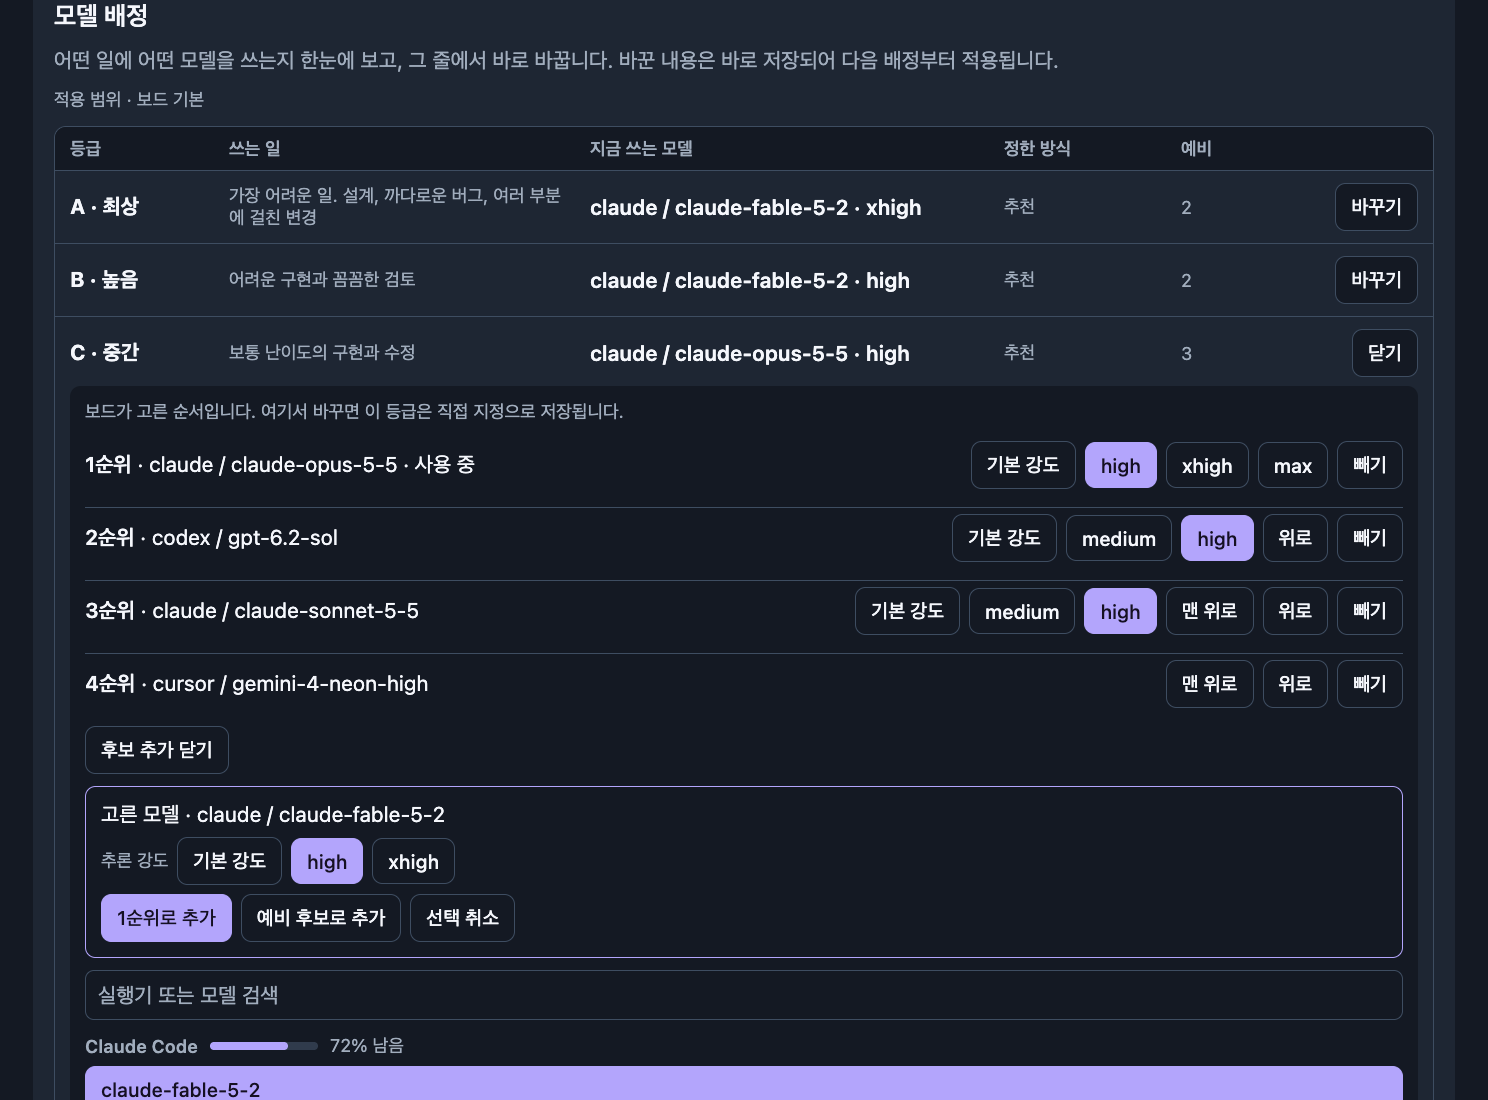 모델 배정
어떤 일에 어떤 모델을 쓰는지 한눈에 보고, 그 줄에서 바로 바꿉니다. 바꾼 내용은 바로 저장되어 다음 배정부터 적용됩니다.
적용 범위 · 보드 기본
등급 쓰는 일 지금 쓰는 모델 정한 방식 예비
A · 최상 가장 어려운 일. 설계, 까다로운 버그, 여러 부분에 걸친 변경 claude / claude-fable-5-2 · xhigh 추천 2 바꾸기
B · 높음 어려운 구현과 꼼꼼한 검토 claude / claude-fable-5-2 · high 추천 2 바꾸기
C · 중간 보통 난이도의 구현과 수정 claude / claude-opus-5-5 · high 추천 3 닫기
보드가 고른 순서입니다. 여기서 바꾸면 이 등급은 직접 지정으로 저장됩니다.
1순위 · claude / claude-opus-5-5 · 사용 중 기본 강도 high xhigh max 빼기
2순위 · codex / gpt-6.2-sol 기본 강도 medium high 위로 빼기
3순위 · claude / claude-sonnet-5-5 기본 강도 medium high 맨 위로 위로 빼기
4순위 · cursor / gemini-4-neon-high 맨 위로 위로 빼기
후보 추가 닫기
고른 모델 · claude / claude-fable-5-2
추론 강도 기본 강도 high xhigh
1순위로 추가 예비 후보로 추가 선택 취소
실행기 또는 모델 검색
Claude Code 72% 남음
claude-fable-5-2